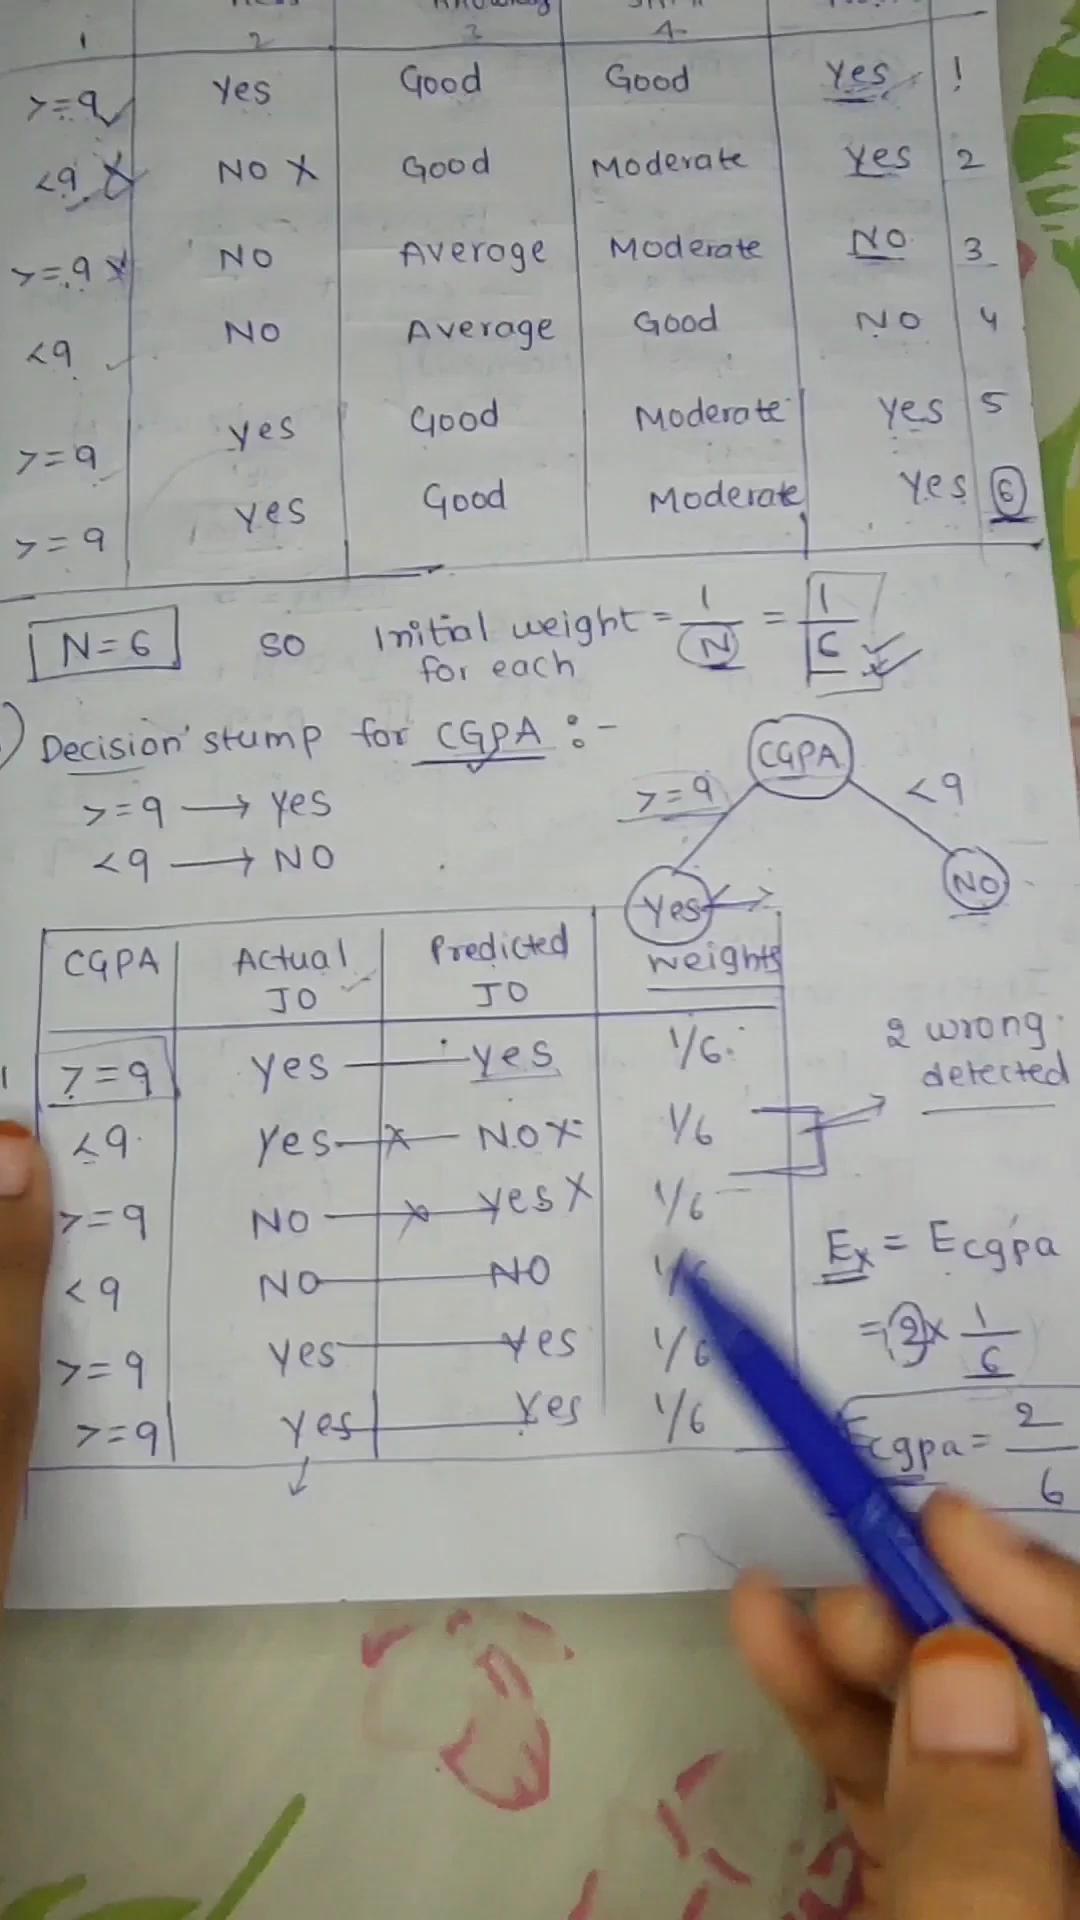 1 2 3 4
>=9 Yes Good Good Yes !
<9 X NO X Good Moderate Yes 2
>=9 X NO Average Moderate NO 3
<9 NO Average Good NO 4
>=9 Yes Good Moderate Yes 5
>=9 Yes Good Moderate Yes 6
N=6 so Initial weight for each = 1/N = 1/6
Decision stump for CGPA :-
>=9 → Yes
<9 → NO
CGPA
>=9 <9
Yes NO
CGPA Actual JO Predicted JO Weights
1 >=9 Yes Yes 1/6
<9 Yes X NO X 1/6
>=9 NO X Yes X 1/6
<9 NO NO
>=9 Yes Yes 1/6
>=9 Yes Yes 1/6
2 wrong
detected
Ex = Ecgpa
= 2 x 1/6
Ecgpa = 2/6